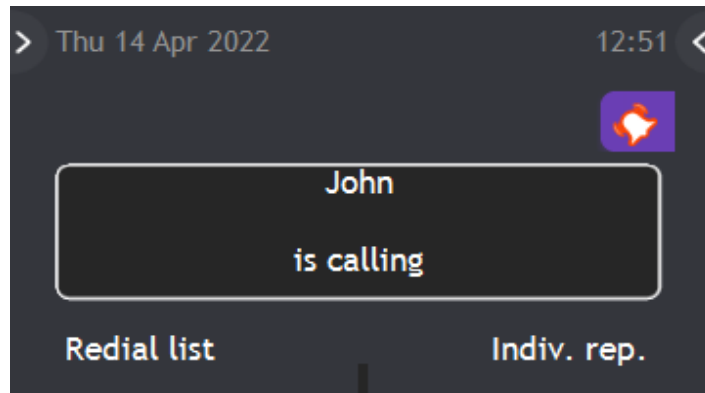 Thu 14 Apr 2022 12:51
John
is calling
Redial list Indiv. rep.